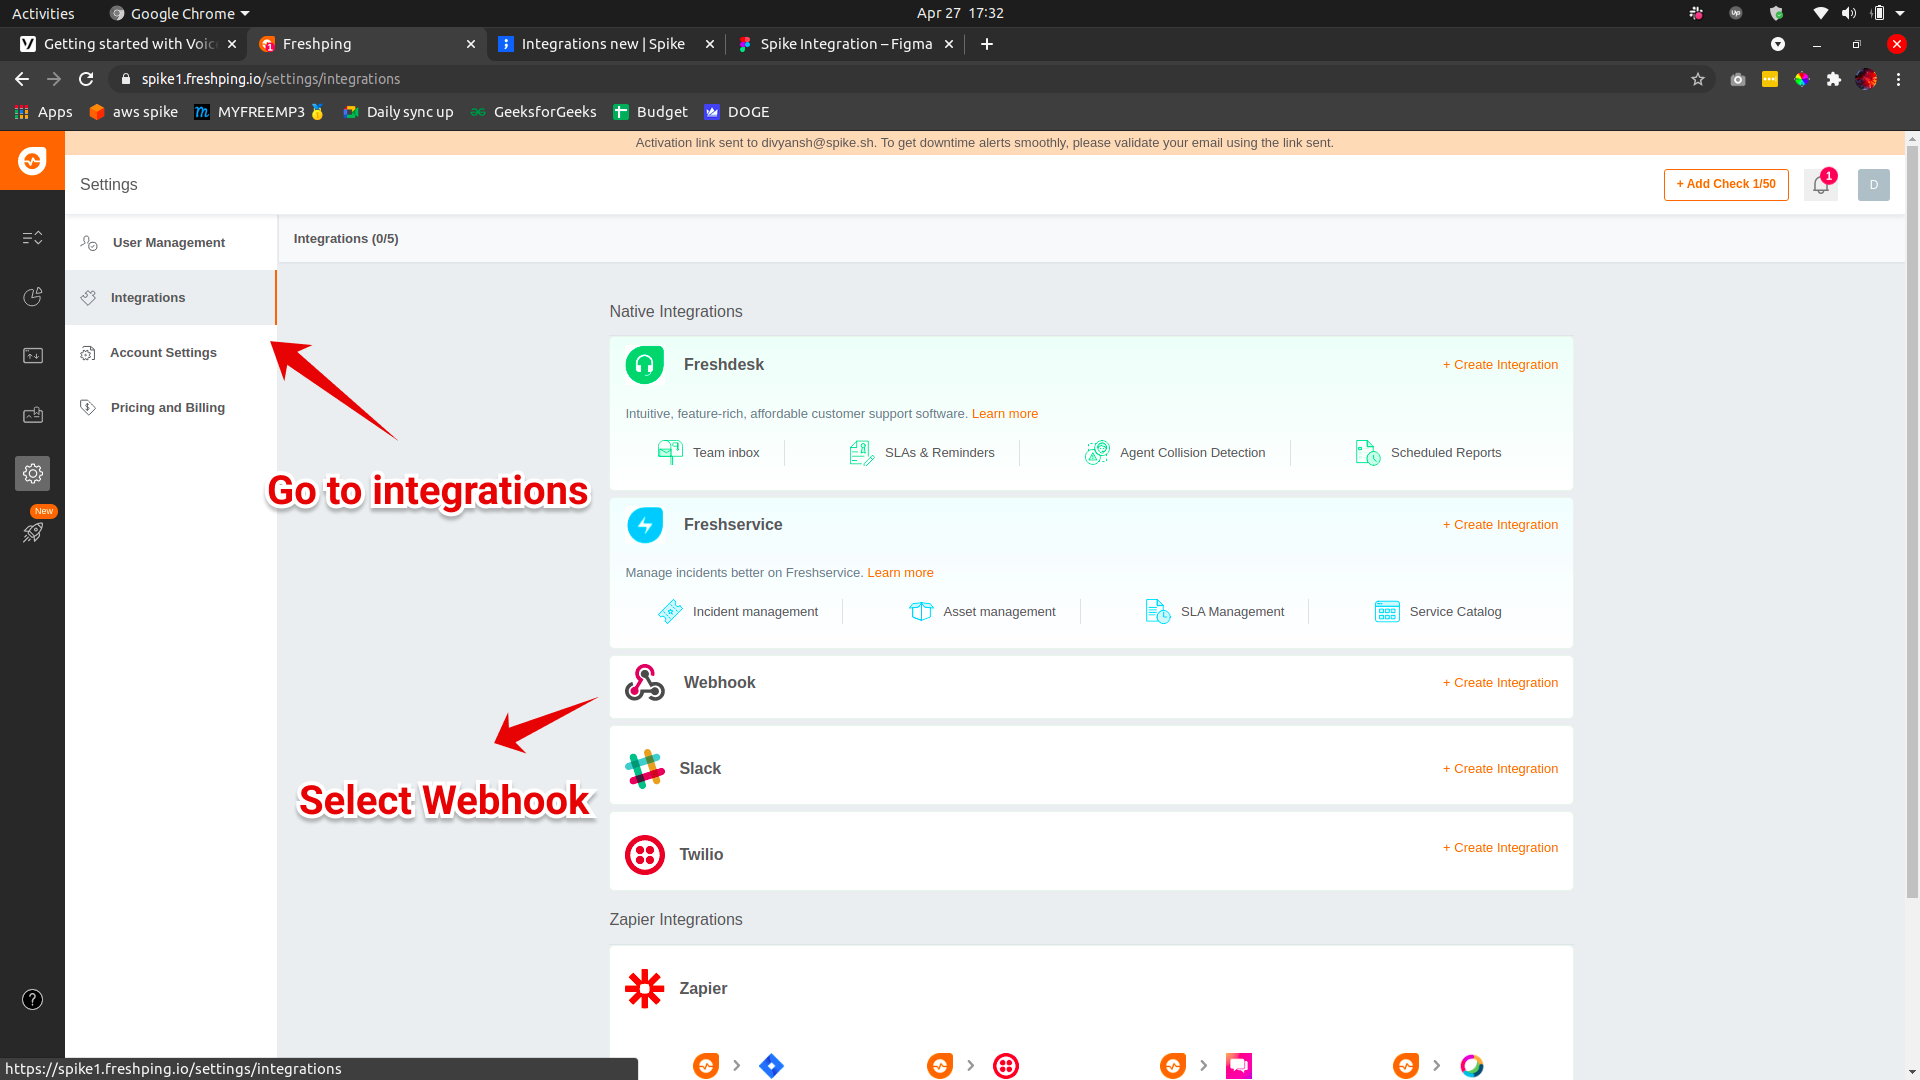 Activities
Google Chrome
Apr 27 17:32
Getting started with Voic
Freshping
Integrations new | Spike
Spike Integration – Figma
spike1.freshping.io/settings/integrations
Apps
aws spike
MYFREEMP3
Daily sync up
GeeksforGeeks
Budget
DOGE
Activation link sent to divyansh@spike.sh. To get downtime alerts smoothly, please validate your email using the link sent.
Settings
+ Add Check 1/50
1
D
User Management
Integrations
Account Settings
Pricing and Billing
New
Integrations (0/5)
Go to integrations
Select Webhook
Native Integrations
Freshdesk
+ Create Integration
Intuitive, feature-rich, affordable customer support software. Learn more
Team inbox
SLAs & Reminders
Agent Collision Detection
Scheduled Reports
Freshservice
+ Create Integration
Manage incidents better on Freshservice. Learn more
Incident management
Asset management
SLA Management
Service Catalog
Webhook
+ Create Integration
Slack
+ Create Integration
Twilio
+ Create Integration
Zapier Integrations
Zapier
https://spike1.freshping.io/settings/integrations